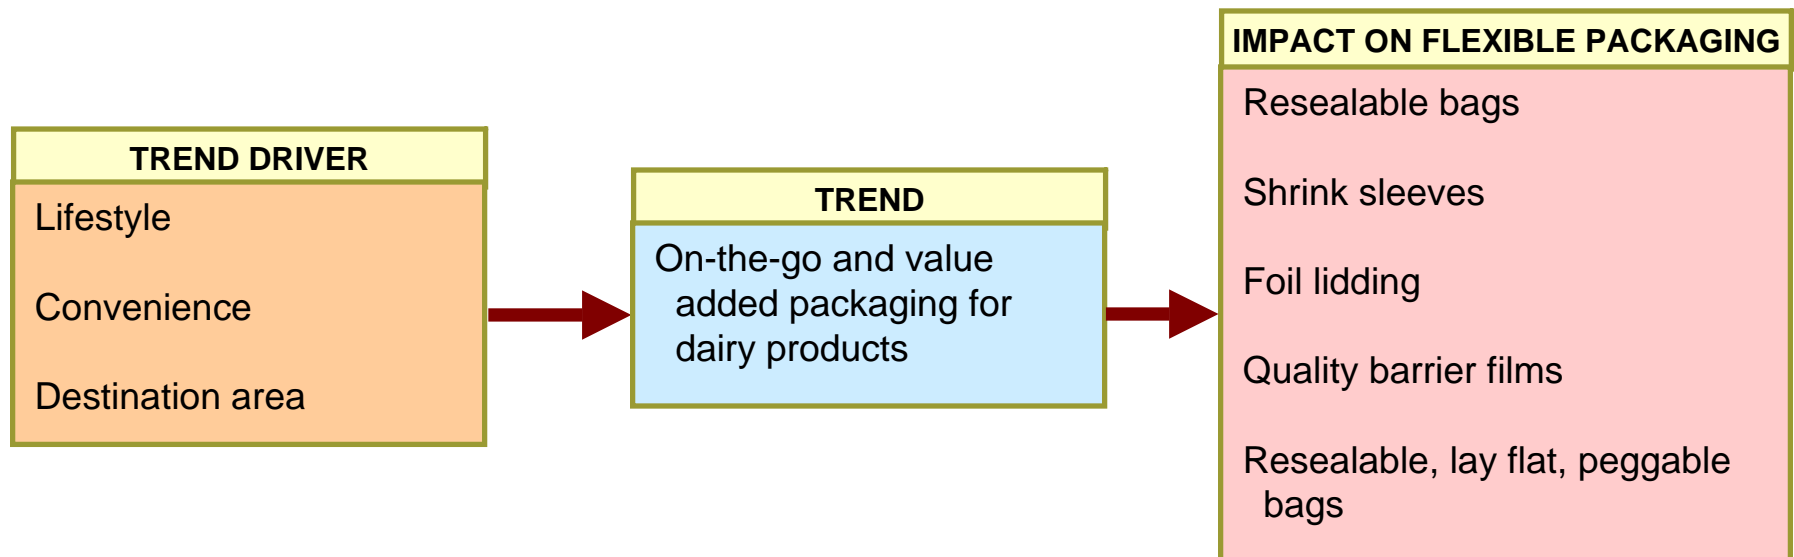 TREND DRIVER
Lifestyle
Convenience
Destination area
TREND
On-the-go and value
added packaging for
dairy products
IMPACT ON FLEXIBLE PACKAGING
Resealable bags
Shrink sleeves
Foil lidding
Quality barrier films
Resealable, lay flat, peggable
bags